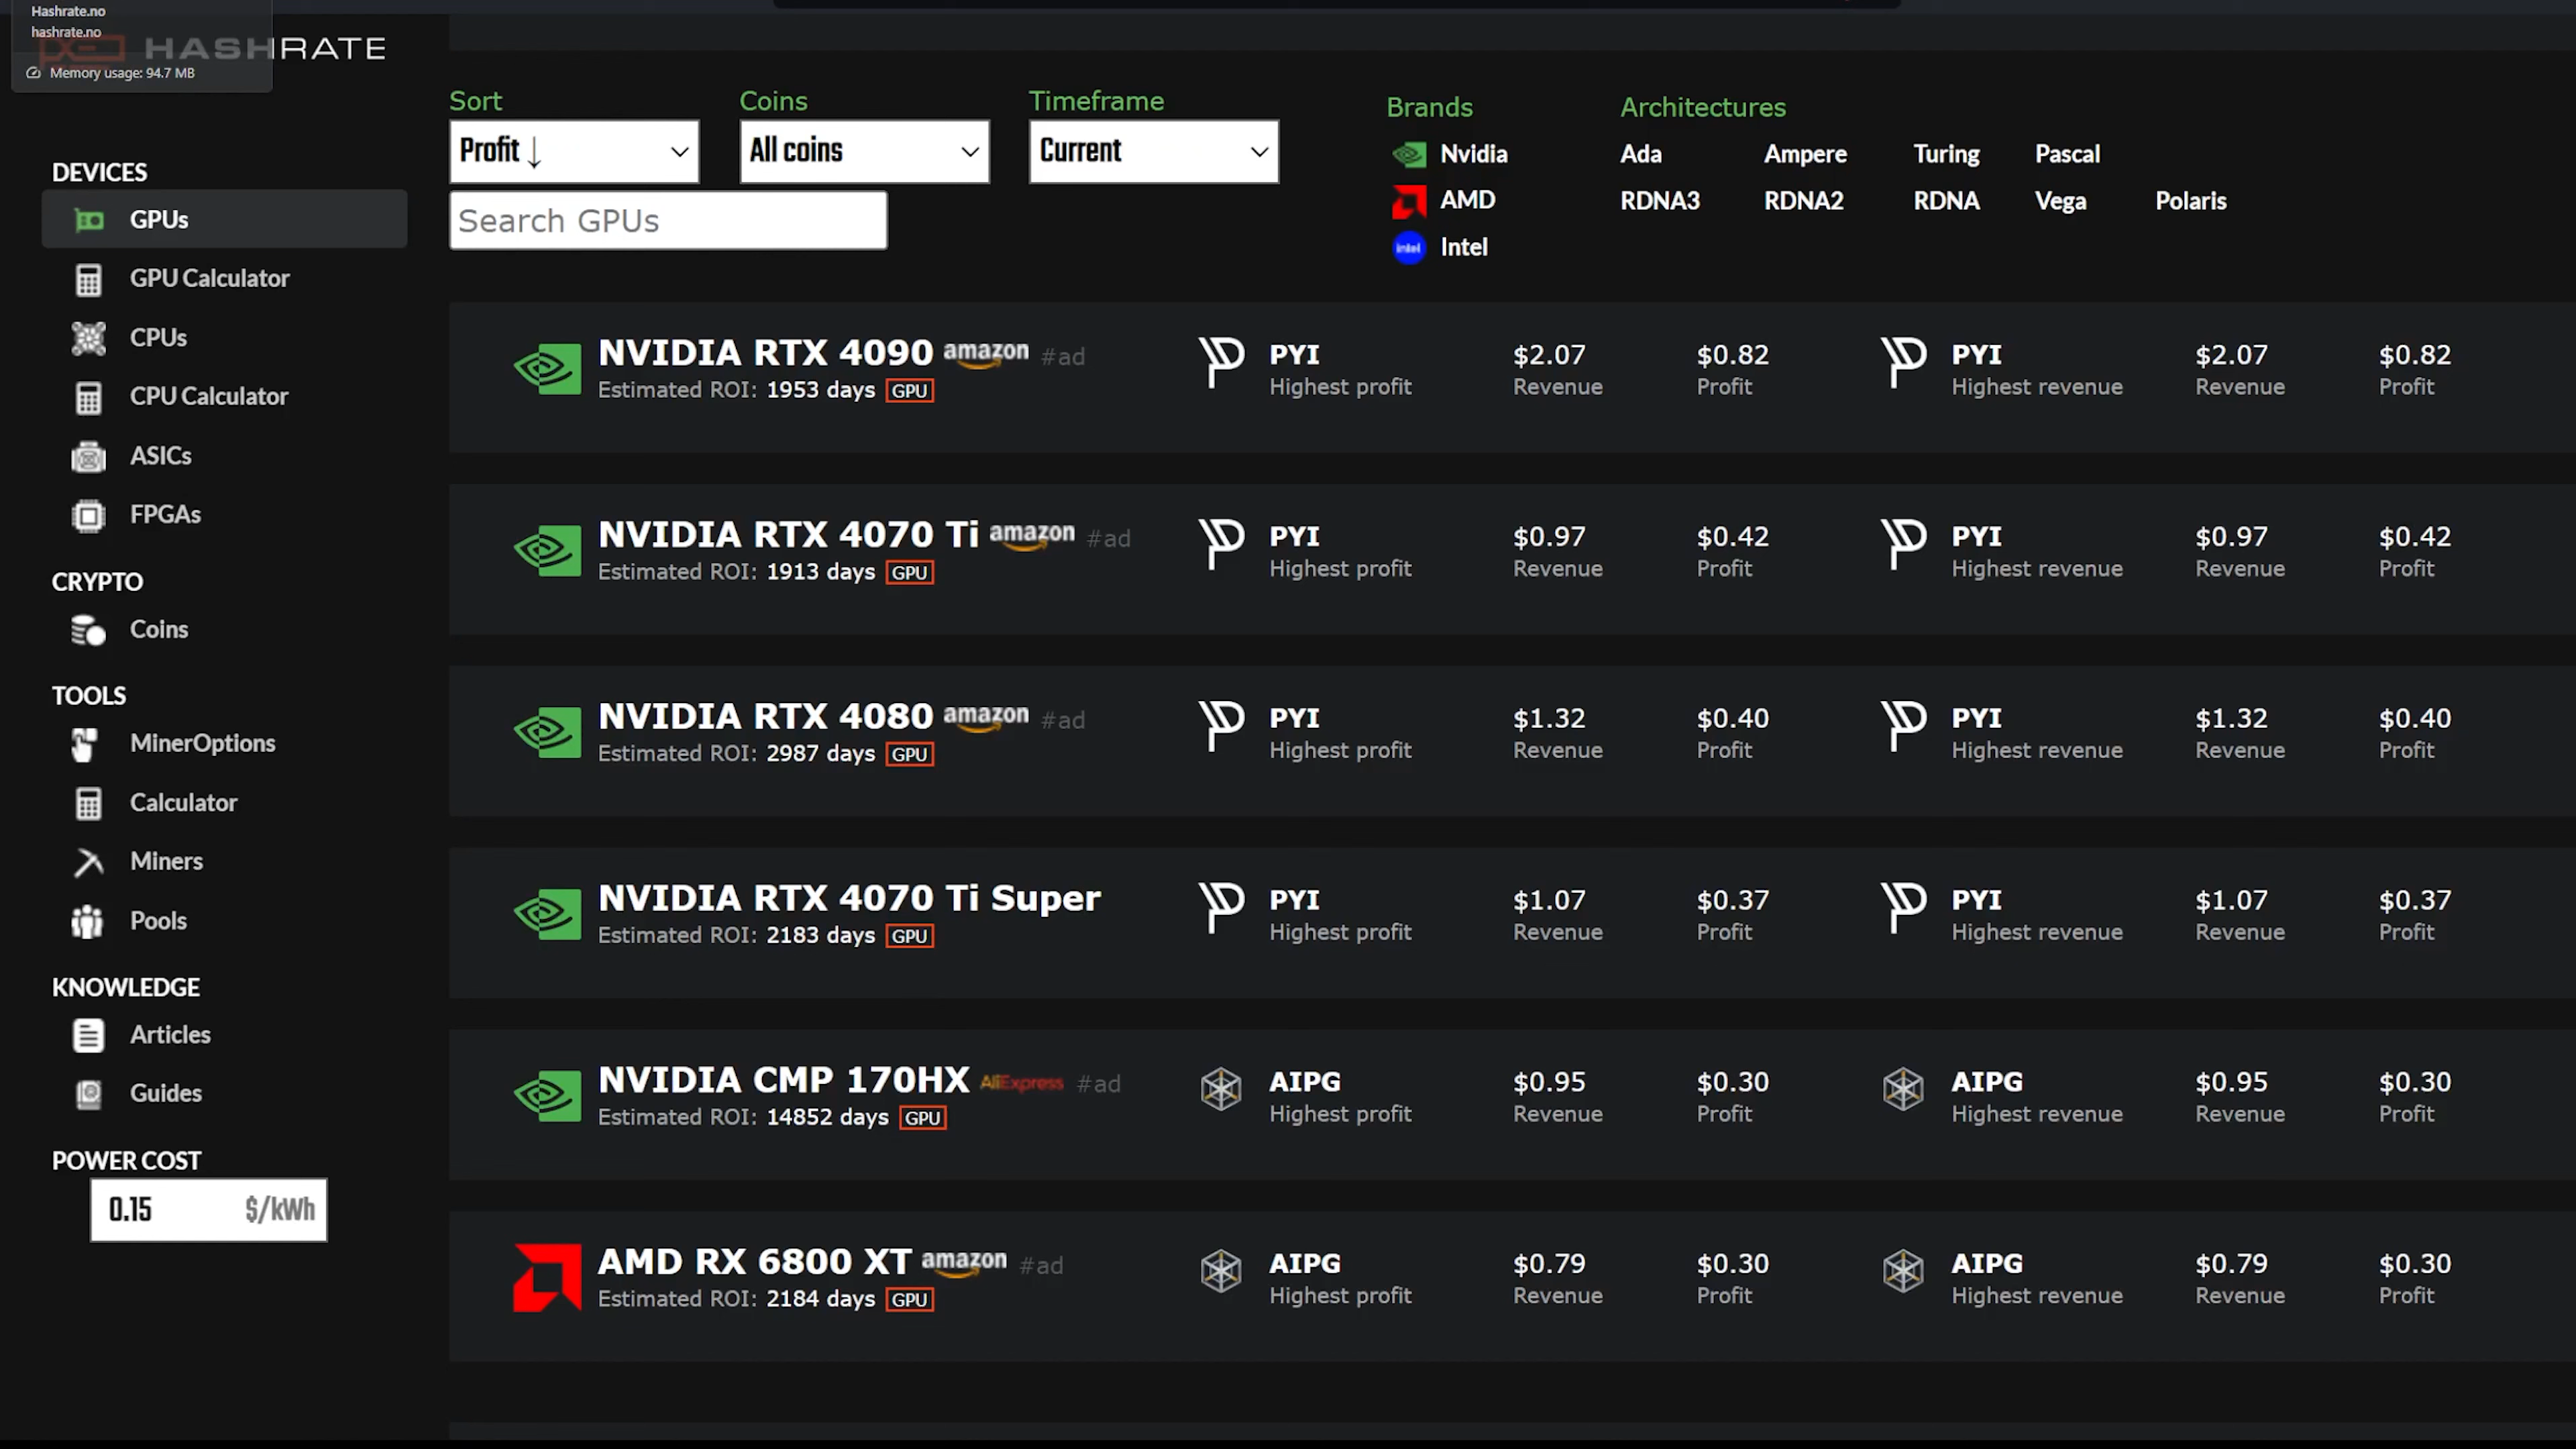 Hashrate.no
hashrate.no
HASHRATE
Memory usage: 94.7 MB
DEVICES
GPUs
GPU Calculator
CPUs
CPU Calculator
ASICs
FPGAs
CRYPTO
Coins
TOOLS
MinerOptions
Calculator
Miners
Pools
KNOWLEDGE
Articles
Guides
POWER COST
0.15 $/kWh
Sort Coins Timeframe
Profit ↓ All coins Current
Search GPUs
Brands Architectures
Nvidia Ada Ampere Turing Pascal
AMD RDNA3 RDNA2 RDNA Vega Polaris
intel Intel
NVIDIA RTX 4090 amazon #ad PYI $2.07 $0.82 PYI $2.07 $0.82
Estimated ROI: 1953 days GPU Highest profit Revenue Profit Highest revenue Revenue Profit
NVIDIA RTX 4070 Ti amazon #ad PYI $0.97 $0.42 PYI $0.97 $0.42
Estimated ROI: 1913 days GPU Highest profit Revenue Profit Highest revenue Revenue Profit
NVIDIA RTX 4080 amazon #ad PYI $1.32 $0.40 PYI $1.32 $0.40
Estimated ROI: 2987 days GPU Highest profit Revenue Profit Highest revenue Revenue Profit
NVIDIA RTX 4070 Ti Super PYI $1.07 $0.37 PYI $1.07 $0.37
Estimated ROI: 2183 days GPU Highest profit Revenue Profit Highest revenue Revenue Profit
NVIDIA CMP 170HX AliExpress #ad AIPG $0.95 $0.30 AIPG $0.95 $0.30
Estimated ROI: 14852 days GPU Highest profit Revenue Profit Highest revenue Revenue Profit
AMD RX 6800 XT amazon #ad AIPG $0.79 $0.30 AIPG $0.79 $0.30
Estimated ROI: 2184 days GPU Highest profit Revenue Profit Highest revenue Revenue Profit